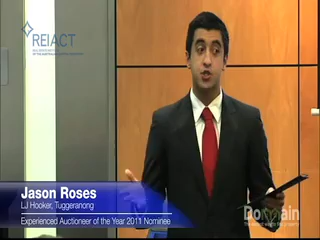 REIACT
Jason Roses
LJ Hooker, Tuggeranong
Experienced Auctioneer of the Year 2011 Nominee
Domain